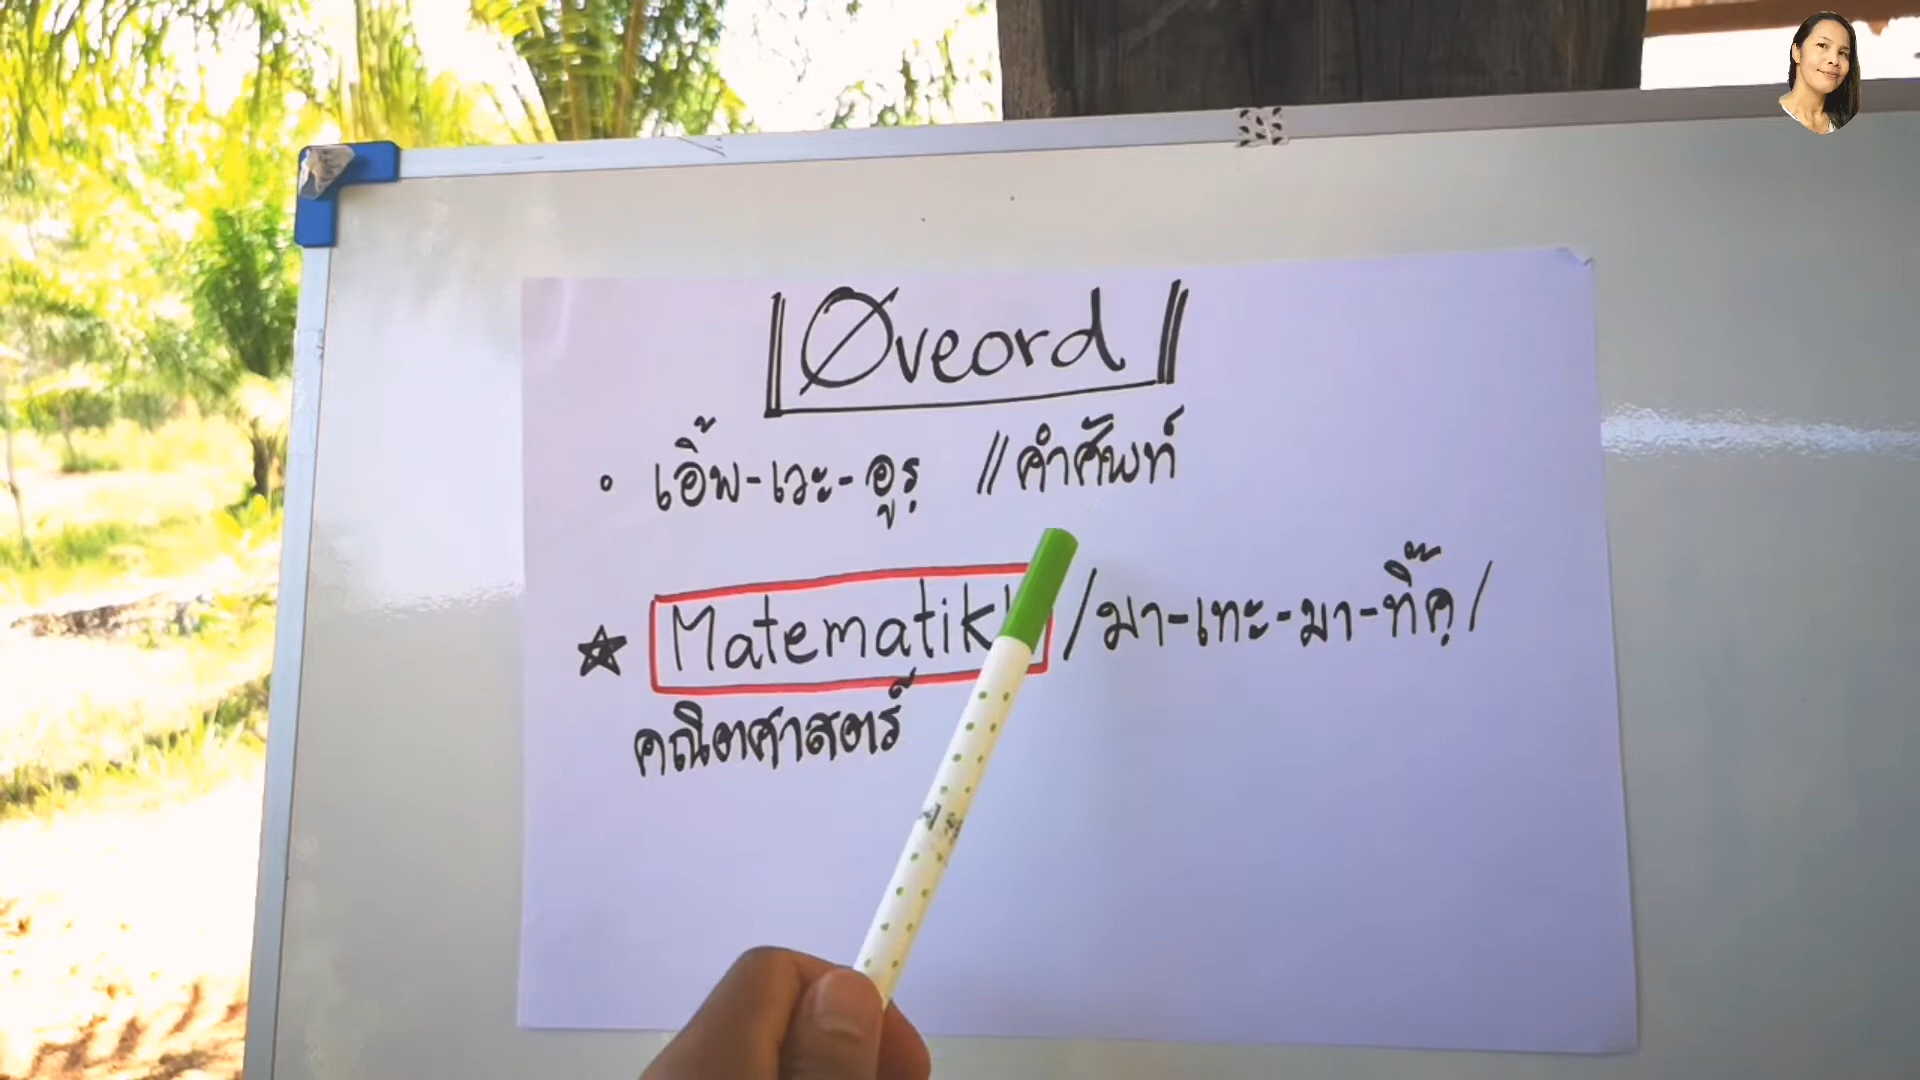 Øveord
• เอิ้พ-เวะ-อูรฺ // คำศัพท์
★ Matematikk /มา-เทะ-มา-ทิ๊คฺ/
คณิตศาสตร์